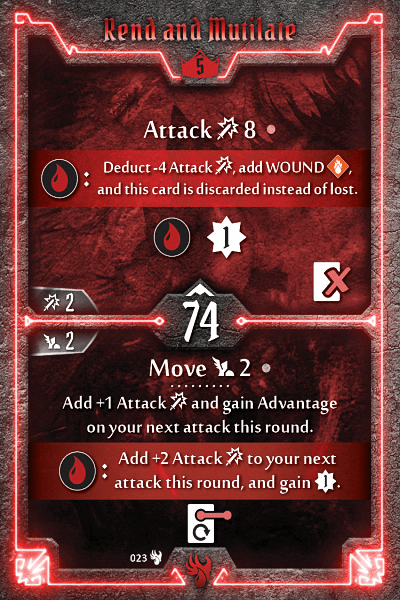 Rend and Mutilate
5
Attack 8
: Deduct -4 Attack , add WOUND ,
and this card is discarded instead of lost.
1
2
74
2
Move 2
Add +1 Attack and gain Advantage
on your next attack this round.
: Add +2 Attack to your next
attack this round, and gain 1.
023